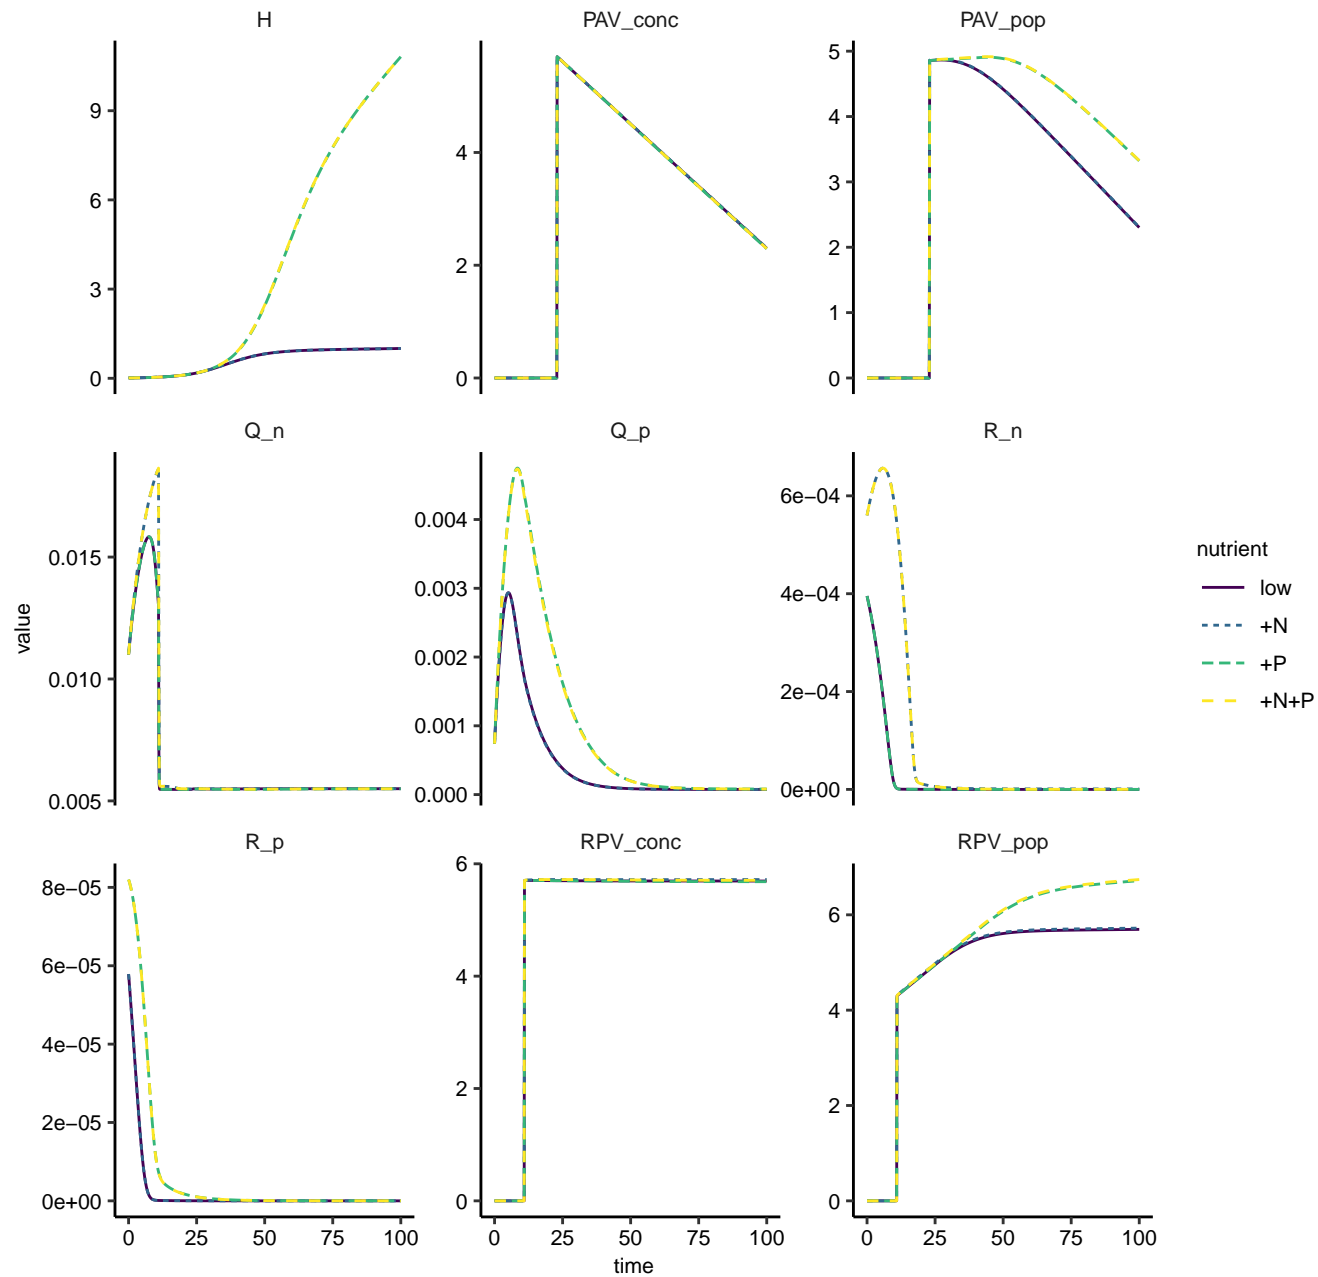 H
PAV_conc
PAV_pop
9
6
3
0
4
2
0
5
4
3
2
1
0
Q_n
Q_p
R_n
0.015
0.010
0.005
0.004
0.003
0.002
0.001
0.000
6e−04
4e−04
2e−04
0e+00
R_p
RPV_conc
RPV_pop
8e−05
6e−05
4e−05
2e−05
0e+00
6
4
2
0
6
4
2
0
0 25 50 75 100
0 25 50 75 100
0 25 50 75 100
time
value
nutrient
low
+N
+P
+N+P